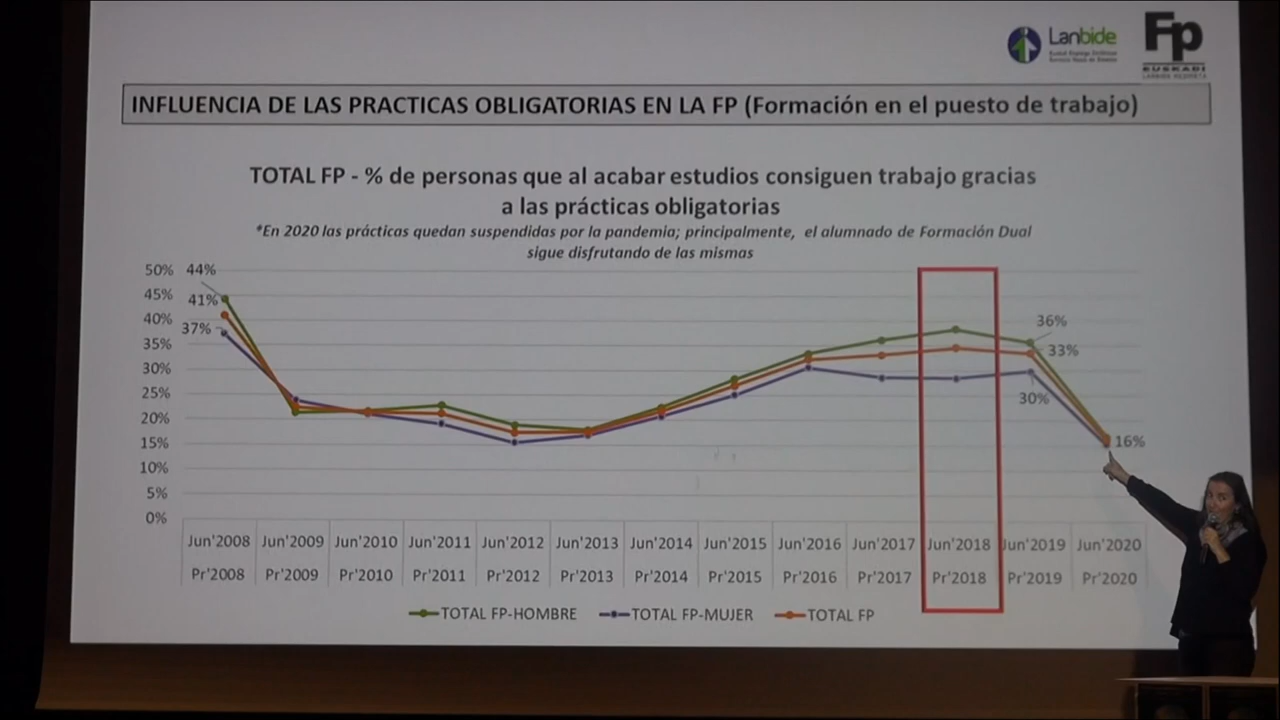 Lanbide
Fp
EUSKADI
INFLUENCIA DE LAS PRACTICAS OBLIGATORIAS EN LA FP (Formación en el puesto de trabajo)
TOTAL FP - % de personas que al acabar estudios consiguen trabajo gracias
a las prácticas obligatorias
*En 2020 las prácticas quedan suspendidas por la pandemia; principalmente, el alumnado de Formación Dual
sigue disfrutando de las mismas
50% 44%
45% 41%
40% 37%
35%
30%
25%
20%
15%
10%
5%
0%
36%
33%
30%
16%
Jun'2008 Jun'2009 Jun'2010 Jun'2011 Jun'2012 Jun'2013 Jun'2014 Jun'2015 Jun'2016 Jun'2017 Jun'2018 Jun'2019 Jun'2020
Pr'2008 Pr'2009 Pr'2010 Pr'2011 Pr'2012 Pr'2013 Pr'2014 Pr'2015 Pr'2016 Pr'2017 Pr'2018 Pr'2019 Pr'2020
TOTAL FP-HOMBRE TOTAL FP-MUJER TOTAL FP